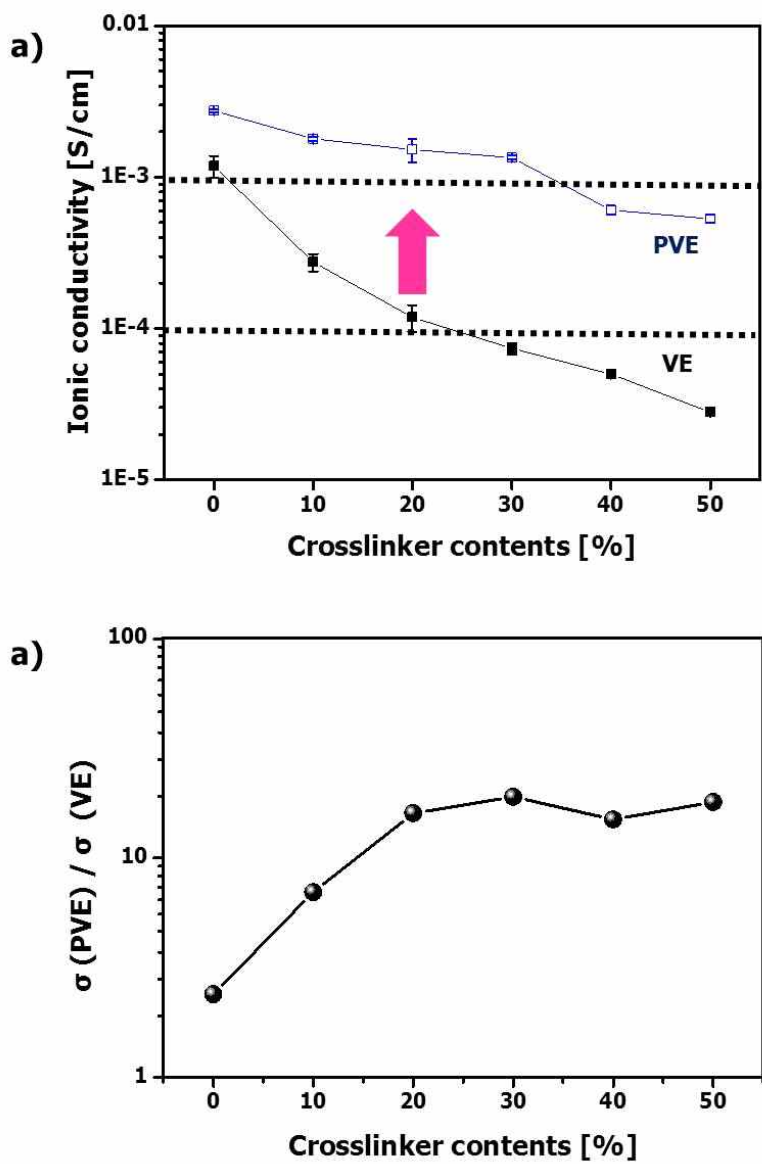 a)
0.01
1E-3
1E-4
1E-5
Ionic conductivity [S/cm]
PVE
VE
0 10 20 30 40 50
Crosslinker contents [%]
a)
100
10
1
σ (PVE) / σ (VE)
0 10 20 30 40 50
Crosslinker contents [%]